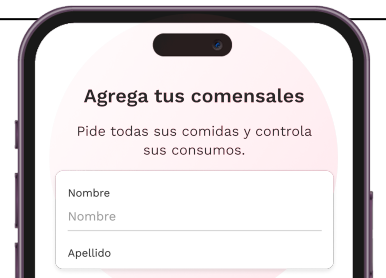 Agrega tus comensales
Pide todas sus comidas y controla
sus consumos.
Nombre
Nombre
Apellido